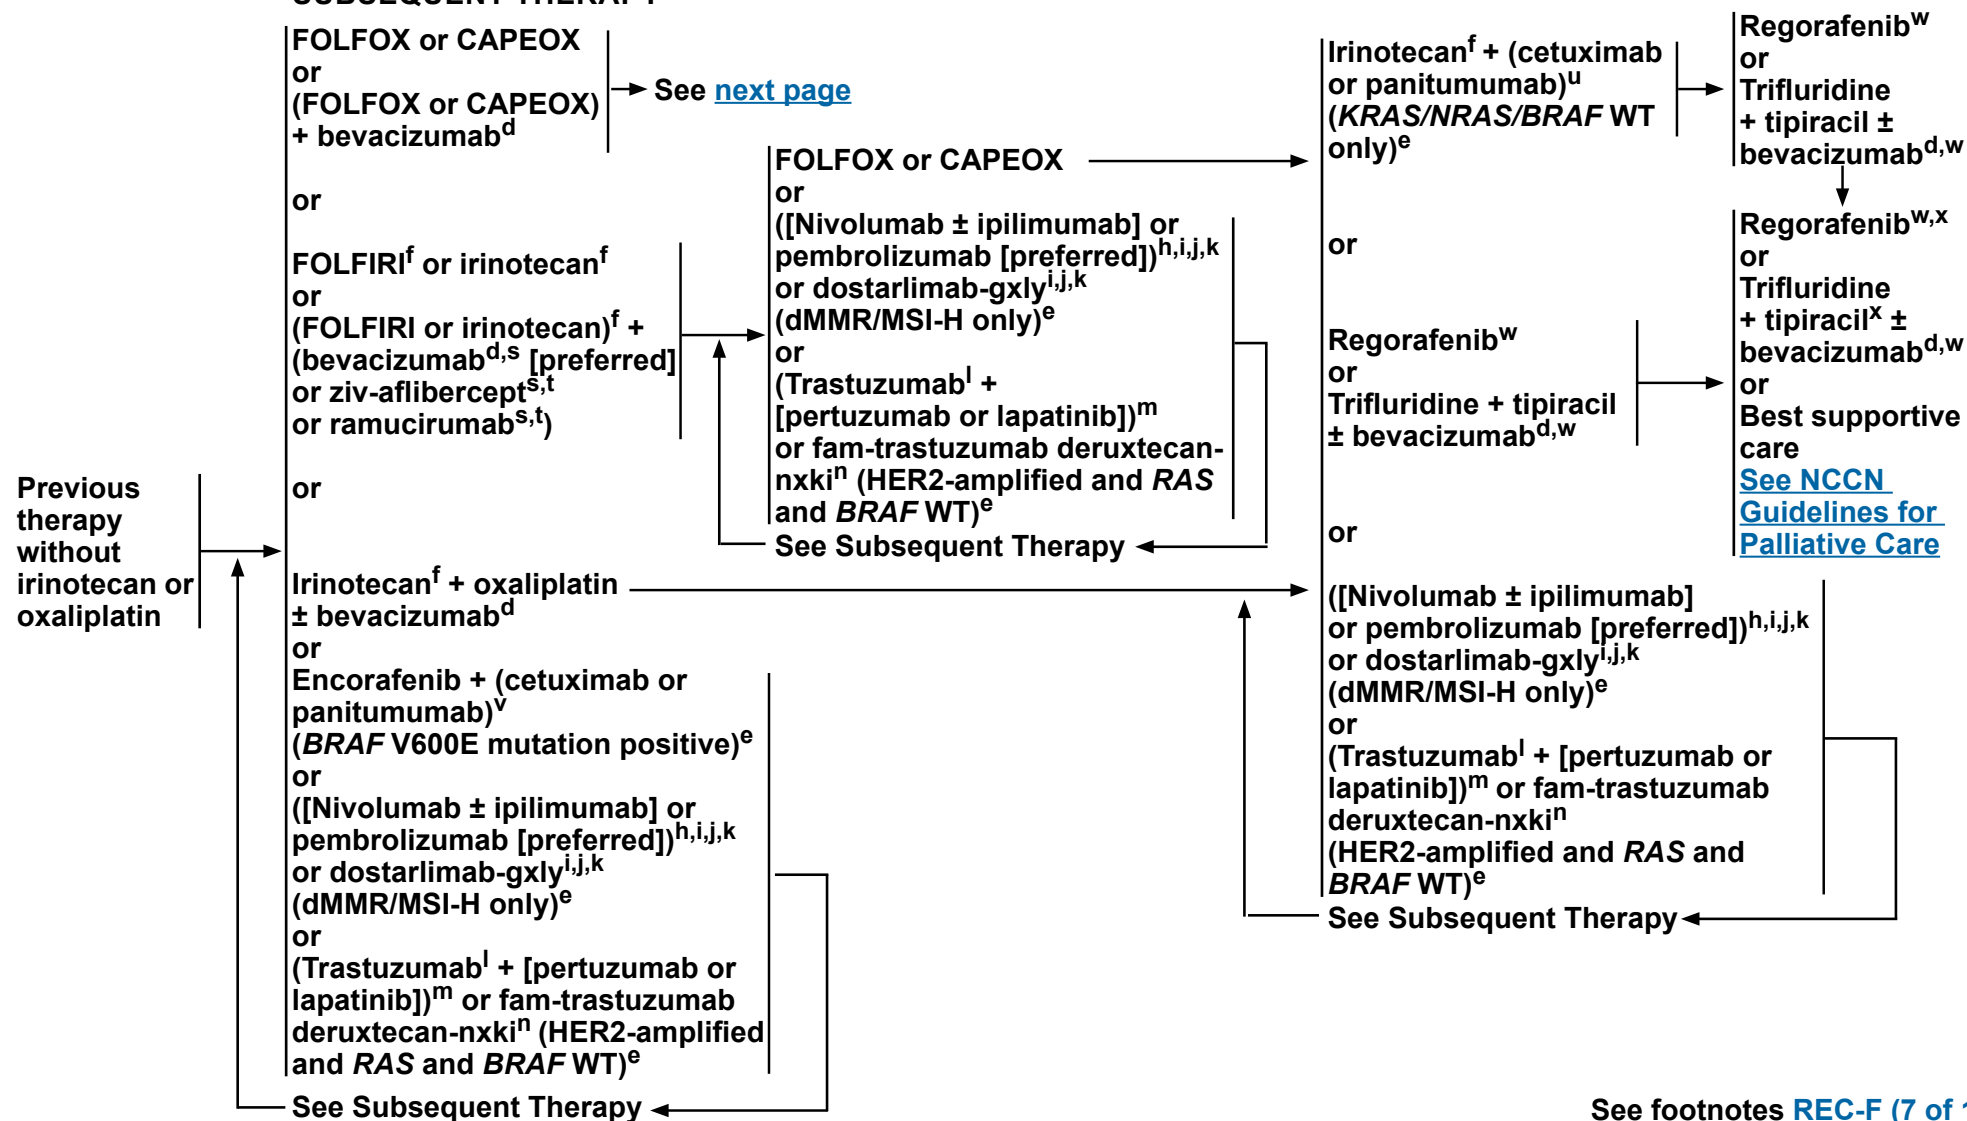 SUBSEQUENT THERAPY
Previous
therapy
without
irinotecan or
oxaliplatin
FOLFOX or CAPEOX
or
(FOLFOX or CAPEOX)
+ bevacizumabd
See next page
or
FOLFIRIf or irinotecanf
or
(FOLFIRI or irinotecan)f +
(bevacizumabd,s [preferred]
or ziv-aflibercepts,t
or ramucirumabs,t)
or
Irinotecanf + oxaliplatin
± bevacizumabd
or
Encorafenib + (cetuximab or
panitumumab)v
(BRAF V600E mutation positive)e
or
([Nivolumab ± ipilimumab] or
pembrolizumab [preferred])h,i,j,k
or dostarlimab-gxlyi,j,k
(dMMR/MSI-H only)e
or
(Trastuzumabl + [pertuzumab or
lapatinib])m or fam-trastuzumab
deruxtecan-nxkin (HER2-amplified
and RAS and BRAF WT)e
See Subsequent Therapy
FOLFOX or CAPEOX
or
([Nivolumab ± ipilimumab] or
pembrolizumab [preferred])h,i,j,k
or dostarlimab-gxlyi,j,k
(dMMR/MSI-H only)e
or
(Trastuzumabl +
[pertuzumab or lapatinib])m
or fam-trastuzumab deruxtecan-
nxkin (HER2-amplified and RAS
and BRAF WT)e
See Subsequent Therapy
Irinotecanf + (cetuximab
or panitumumab)u
(KRAS/NRAS/BRAF WT
only)e
or
Regorafenibw
or
Trifluridine + tipiracil
± bevacizumabd,w
or
([Nivolumab ± ipilimumab]
or pembrolizumab [preferred])h,i,j,k
or dostarlimab-gxlyi,j,k
(dMMR/MSI-H only)e
or
(Trastuzumabl + [pertuzumab or
lapatinib])m or fam-trastuzumab
deruxtecan-nxkin
(HER2-amplified and RAS and
BRAF WT)e
See Subsequent Therapy
Regorafenibw
or
Trifluridine
+ tipiracil ±
bevacizumabd,w
Regorafenibw,x
or
Trifluridine
+ tipiracilx ±
bevacizumabd,w
or
Best supportive
care
See NCCN
Guidelines for
Palliative Care
See footnotes REC-F (7 of